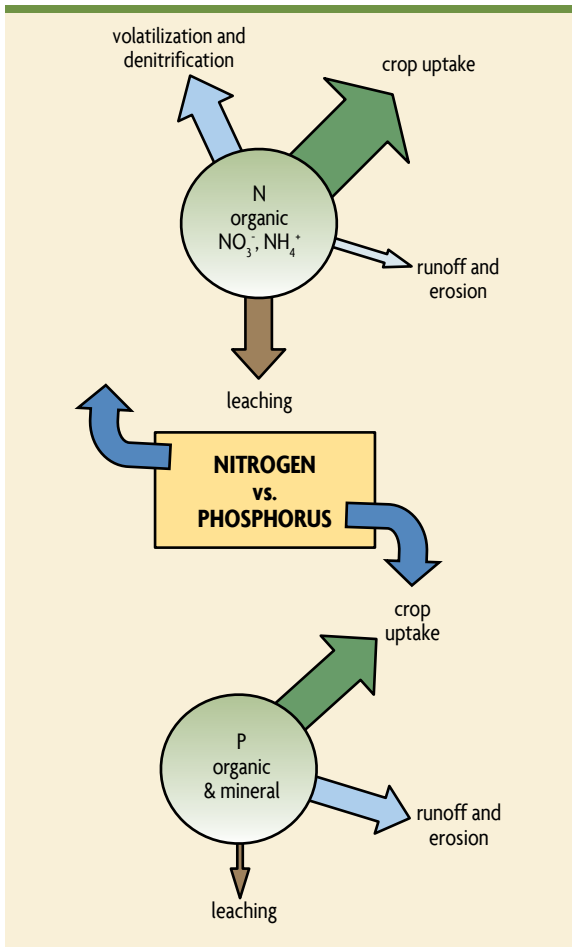 volatilization and
denitrification
crop uptake
N
organic
NO₃⁻, NH₄⁺
runoff and
erosion
leaching
NITROGEN
vs.
PHOSPHORUS
crop
uptake
P
organic
& mineral
runoff and
erosion
leaching